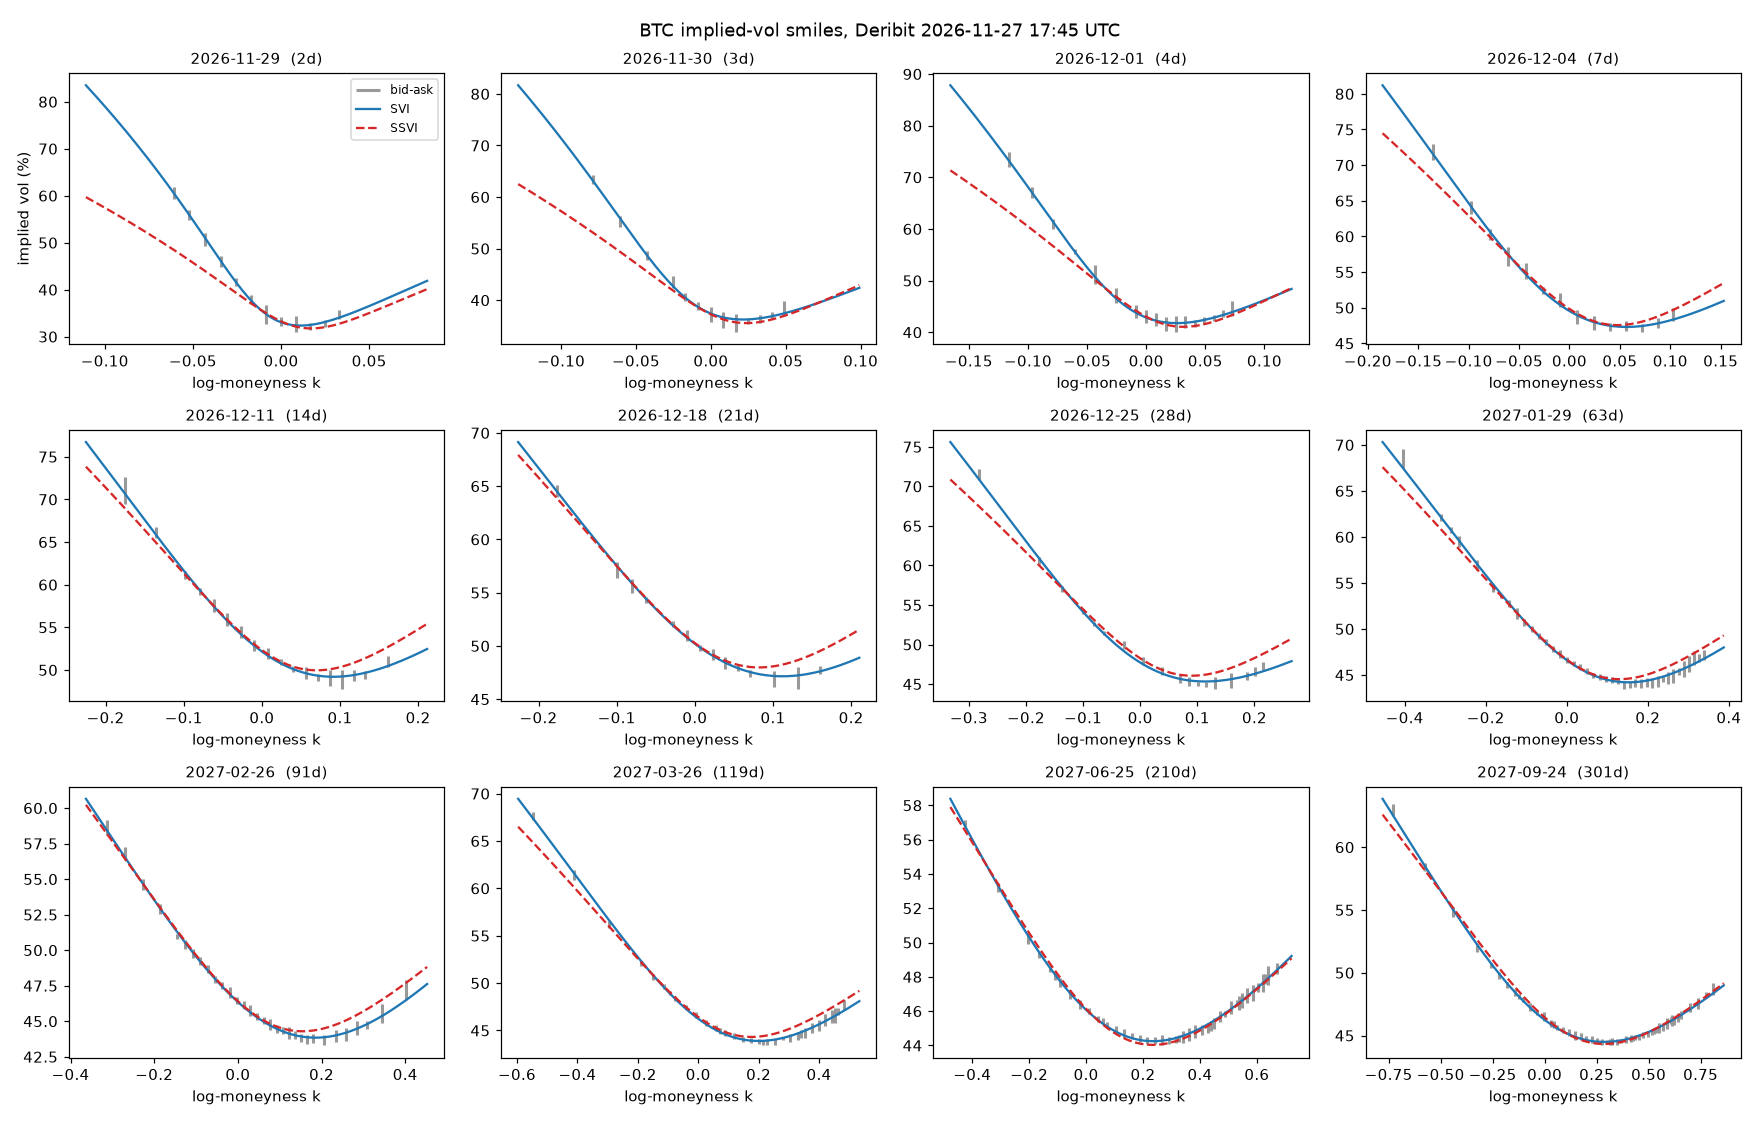 BTC implied-vol smiles, Deribit 2026-11-27 17:45 UTC
2026-11-29 (2d)
bid-ask
SVI
SSVI
implied vol (%)
80
70
60
50
40
30
−0.10 −0.05 0.00 0.05
log-moneyness k
2026-11-30 (3d)
80
70
60
50
40
−0.10 −0.05 0.00 0.05 0.10
log-moneyness k
2026-12-01 (4d)
90
80
70
60
50
40
−0.15 −0.10 −0.05 0.00 0.05 0.10
log-moneyness k
2026-12-04 (7d)
80
75
70
65
60
55
50
45
−0.20 −0.15 −0.10 −0.05 0.00 0.05 0.10 0.15
log-moneyness k
2026-12-11 (14d)
75
70
65
60
55
50
−0.2 −0.1 0.0 0.1 0.2
log-moneyness k
2026-12-18 (21d)
70
65
60
55
50
45
−0.2 −0.1 0.0 0.1 0.2
log-moneyness k
2026-12-25 (28d)
75
70
65
60
55
50
45
−0.3 −0.2 −0.1 0.0 0.1 0.2
log-moneyness k
2027-01-29 (63d)
70
65
60
55
50
45
−0.4 −0.2 0.0 0.2 0.4
log-moneyness k
2027-02-26 (91d)
60.0
57.5
55.0
52.5
50.0
47.5
45.0
42.5
−0.4 −0.2 0.0 0.2 0.4
log-moneyness k
2027-03-26 (119d)
70
65
60
55
50
45
−0.6 −0.4 −0.2 0.0 0.2 0.4
log-moneyness k
2027-06-25 (210d)
58
56
54
52
50
48
46
44
−0.4 −0.2 0.0 0.2 0.4 0.6
log-moneyness k
2027-09-24 (301d)
60
55
50
45
−0.75 −0.50 −0.25 0.00 0.25 0.50 0.75
log-moneyness k